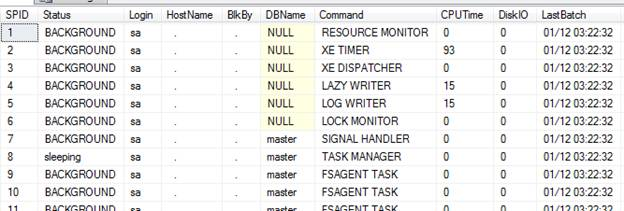 SPID Status Login HostName BlkBy DBName Command CPUTime DiskIO LastBatch
1 BACKGROUND sa . . NULL RESOURCE MONITOR 0 0 01/12 03:22:32
2 BACKGROUND sa . . NULL XE TIMER 93 0 01/12 03:22:32
3 BACKGROUND sa . . NULL XE DISPATCHER 0 0 01/12 03:22:32
4 BACKGROUND sa . . NULL LAZY WRITER 15 0 01/12 03:22:32
5 BACKGROUND sa . . NULL LOG WRITER 15 0 01/12 03:22:32
6 BACKGROUND sa . . NULL LOCK MONITOR 0 0 01/12 03:22:32
7 BACKGROUND sa . . master SIGNAL HANDLER 0 0 01/12 03:22:32
8 sleeping sa . . master TASK MANAGER 0 0 01/12 03:22:32
9 BACKGROUND sa . . master FSAGENT TASK 0 0 01/12 03:22:32
10 BACKGROUND sa . . master FSAGENT TASK 0 0 01/12 03:22:32
11 BACKGROUND sa . . master FSAGENT TASK 0 0 01/12 03:22:32